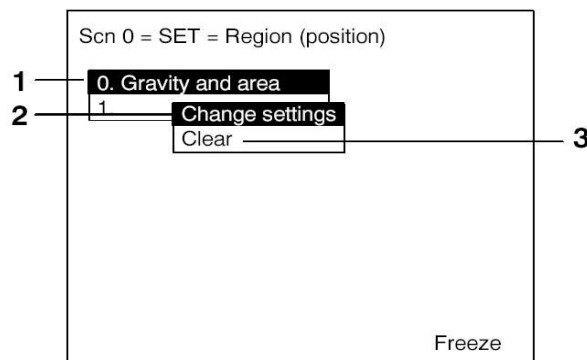 Scn 0 = SET = Region (position)
1
0. Gravity and area
2
1.
Change settings
Clear
3
Freeze